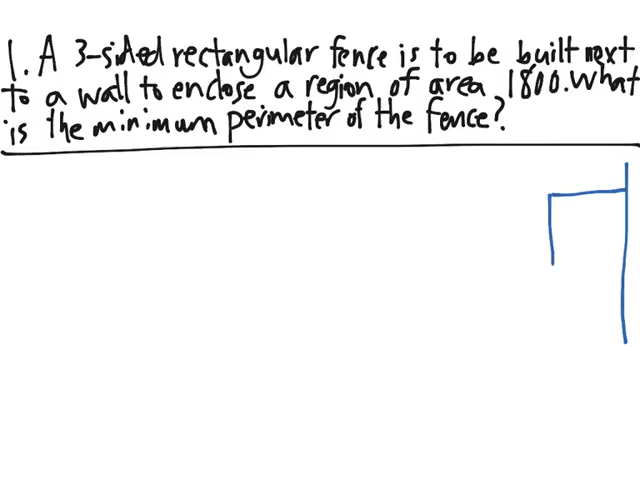 1. A 3-sided rectangular fence is to be built next
to a wall to enclose a region of area 1800. What
is the minimum perimeter of the fence?